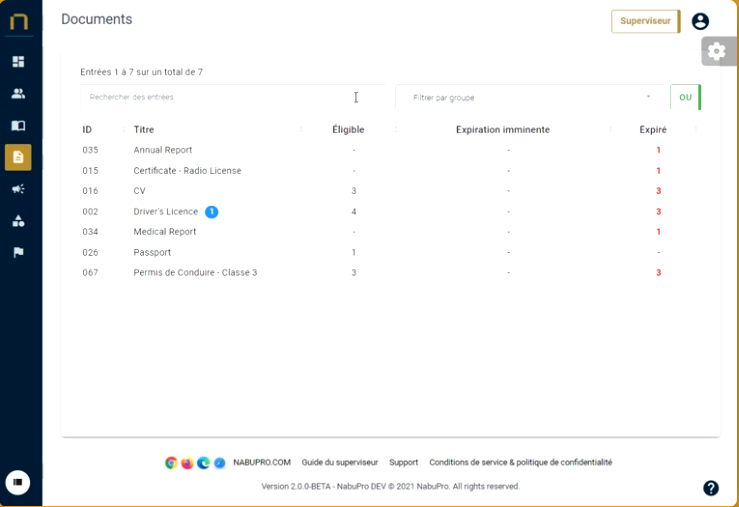 Documents
Superviseur
Entrées 1 à 7 sur un total de 7
Rechercher des entrées
Filtrer par groupe
OU
ID Titre Éligible Expiration imminente Expiré
035 Annual Report - - 1
015 Certificate - Radio License - - 1
016 CV 3 - 3
002 Driver's Licence 1 4 - 3
034 Medical Report - - 1
026 Passport 1 - -
067 Permis de Conduire - Classe 3 3 - 3
NABUPRO.COM Guide du superviseur Support Conditions de service & politique de confidentialité
Version 2.0.0-BETA - NabuPro DEV © 2021 NabuPro. All rights reserved.